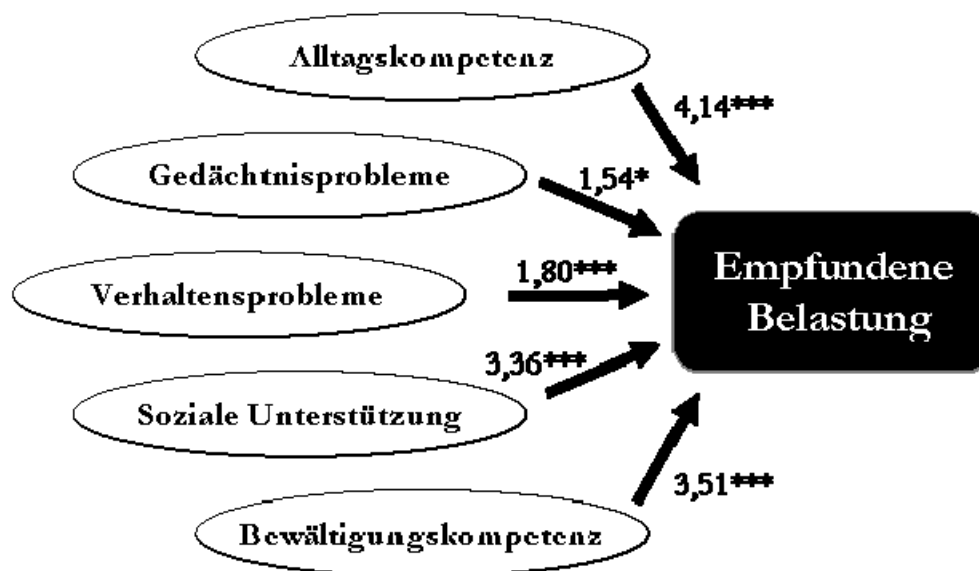 Alltagskompetenz
4,14***
Gedächtnisprobleme
1,54*
Verhaltensprobleme
1,80***
Empfundene
Belastung
Soziale Unterstützung
3,36***
Bewältigungskompetenz
3,51***